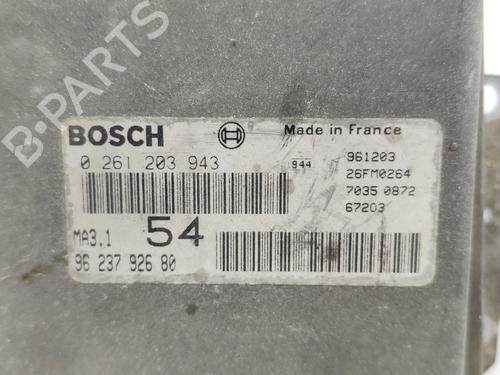 B-PARTS
BOSCH
Made in France
0 261 203 943
944
961203
26FM0264
7035 0872
67203
MA3.1
54
96 237 926 80